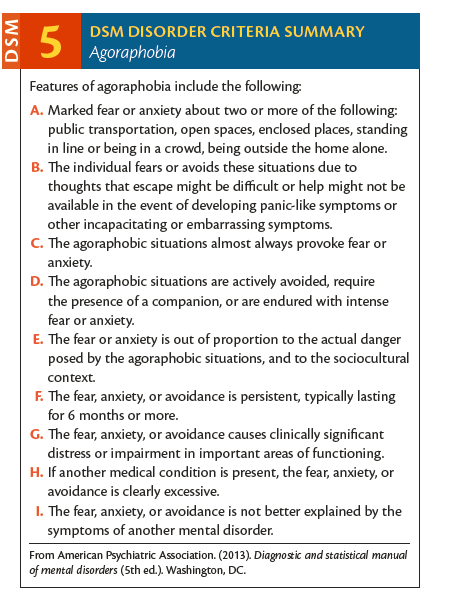 DSM
5
DSM DISORDER CRITERIA SUMMARY
Agoraphobia
Features of agoraphobia include the following:
A. Marked fear or anxiety about two or more of the following:
public transportation, open spaces, enclosed places, standing
in line or being in a crowd, being outside the home alone.
B. The individual fears or avoids these situations due to
thoughts that escape might be difficult or help might not be
available in the event of developing panic-like symptoms or
other incapacitating or embarrassing symptoms.
C. The agoraphobic situations almost always provoke fear or
anxiety.
D. The agoraphobic situations are actively avoided, require
the presence of a companion, or are endured with intense
fear or anxiety.
E. The fear or anxiety is out of proportion to the actual danger
posed by the agoraphobic situations, and to the sociocultural
context.
F. The fear, anxiety, or avoidance is persistent, typically lasting
for 6 months or more.
G. The fear, anxiety, or avoidance causes clinically significant
distress or impairment in important areas of functioning.
H. If another medical condition is present, the fear, anxiety, or
avoidance is clearly excessive.
I. The fear, anxiety, or avoidance is not better explained by the
symptoms of another mental disorder.
From American Psychiatric Association. (2013). Diagnostic and statistical manual
of mental disorders (5th ed.). Washington, DC.